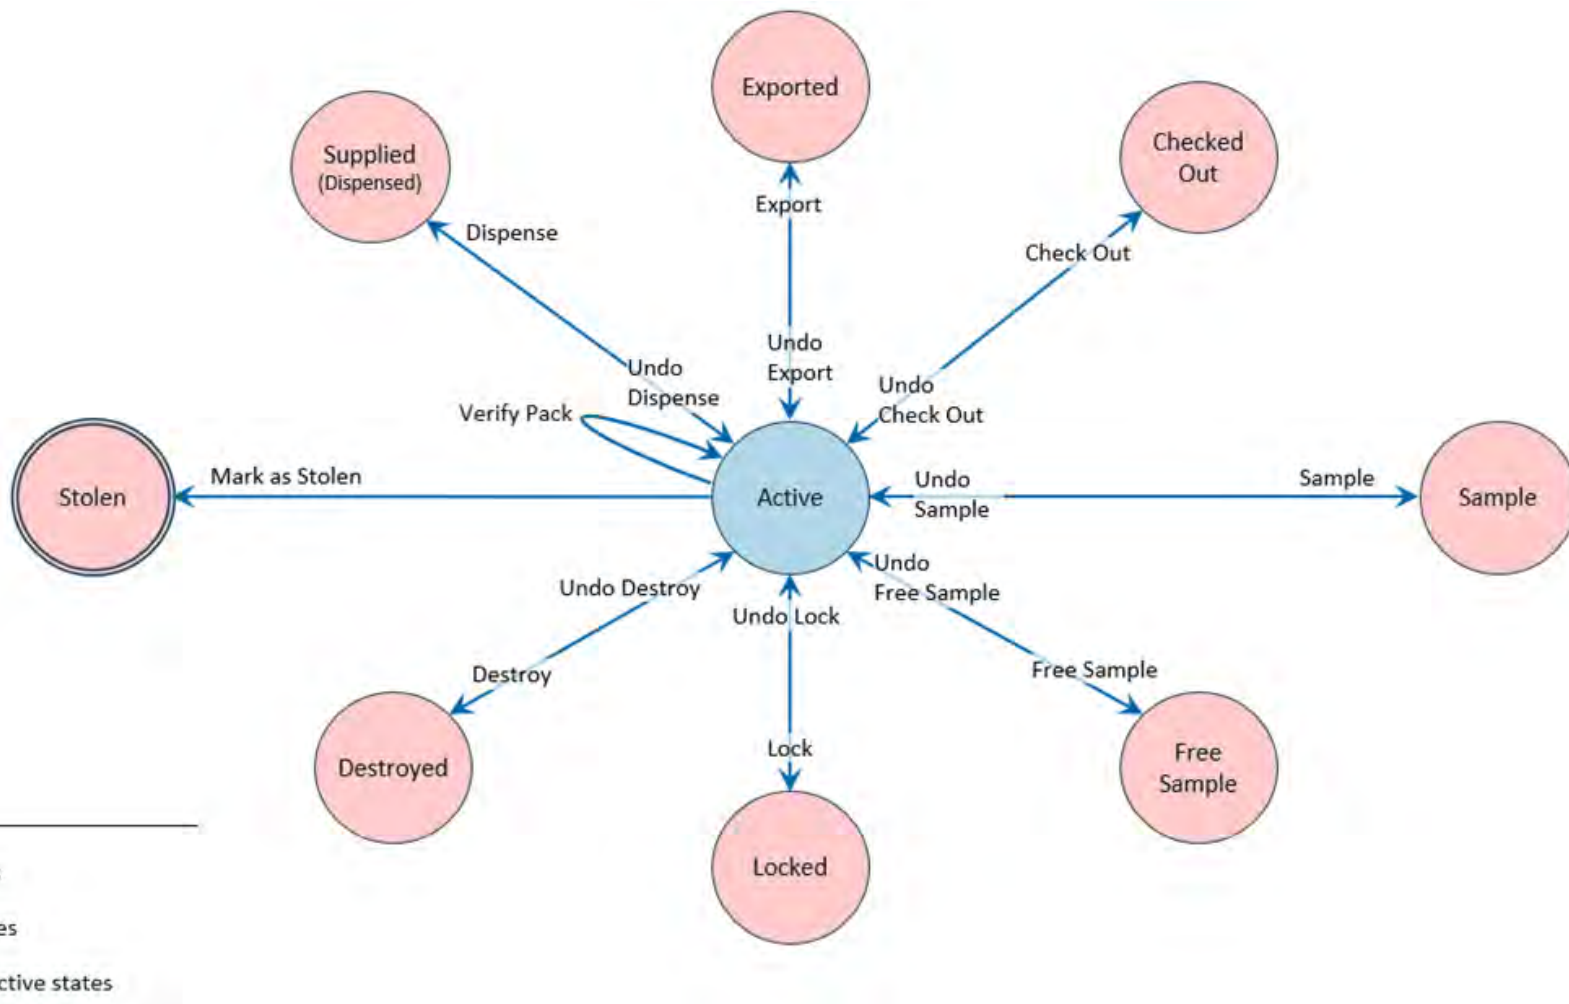 Exported
Checked
Out
Supplied
(Dispensed)
Export
Dispense
Check Out
Undo
Export
Undo
Dispense
Undo
Check Out
Verify Pack
Mark as Stolen
Stolen
Active
Undo
Sample
Sample
Sample
Undo
Free Sample
Undo Destroy
Undo Lock
Destroy
Free Sample
Lock
Destroyed
Free
Sample
Locked
es
ctive states